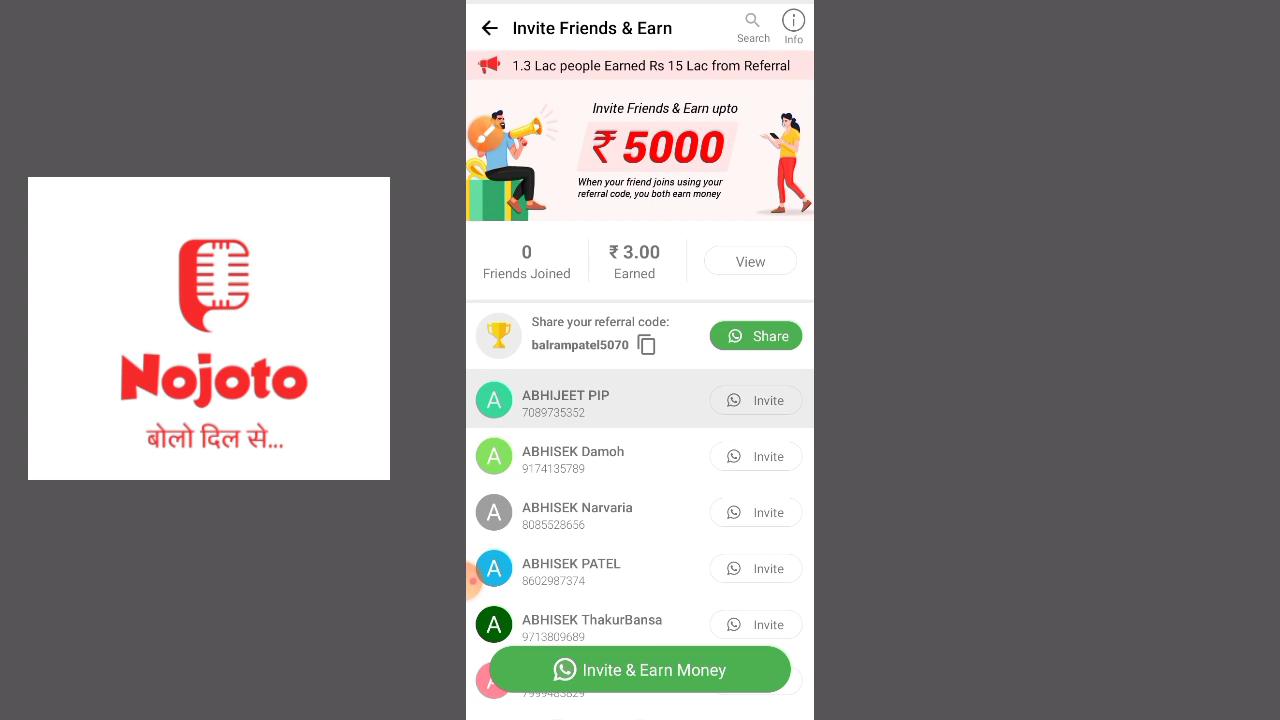 Nojoto
बोलो दिल से...
Invite Friends & Earn
Search
Info
1.3 Lac people Earned Rs 15 Lac from Referral
Invite Friends & Earn upto
₹ 5000
When your friend joins using your
referral code, you both earn money
0
Friends Joined
₹ 3.00
Earned
View
Share your referral code:
balrampatel5070
Share
A
ABHIJEET PIP
7089735352
Invite
A
ABHISEK Damoh
9174135789
Invite
A
ABHISEK Narvaria
8085528656
Invite
A
ABHISEK PATEL
8602987374
Invite
A
ABHISEK ThakurBansa
9713809689
Invite
Invite & Earn Money